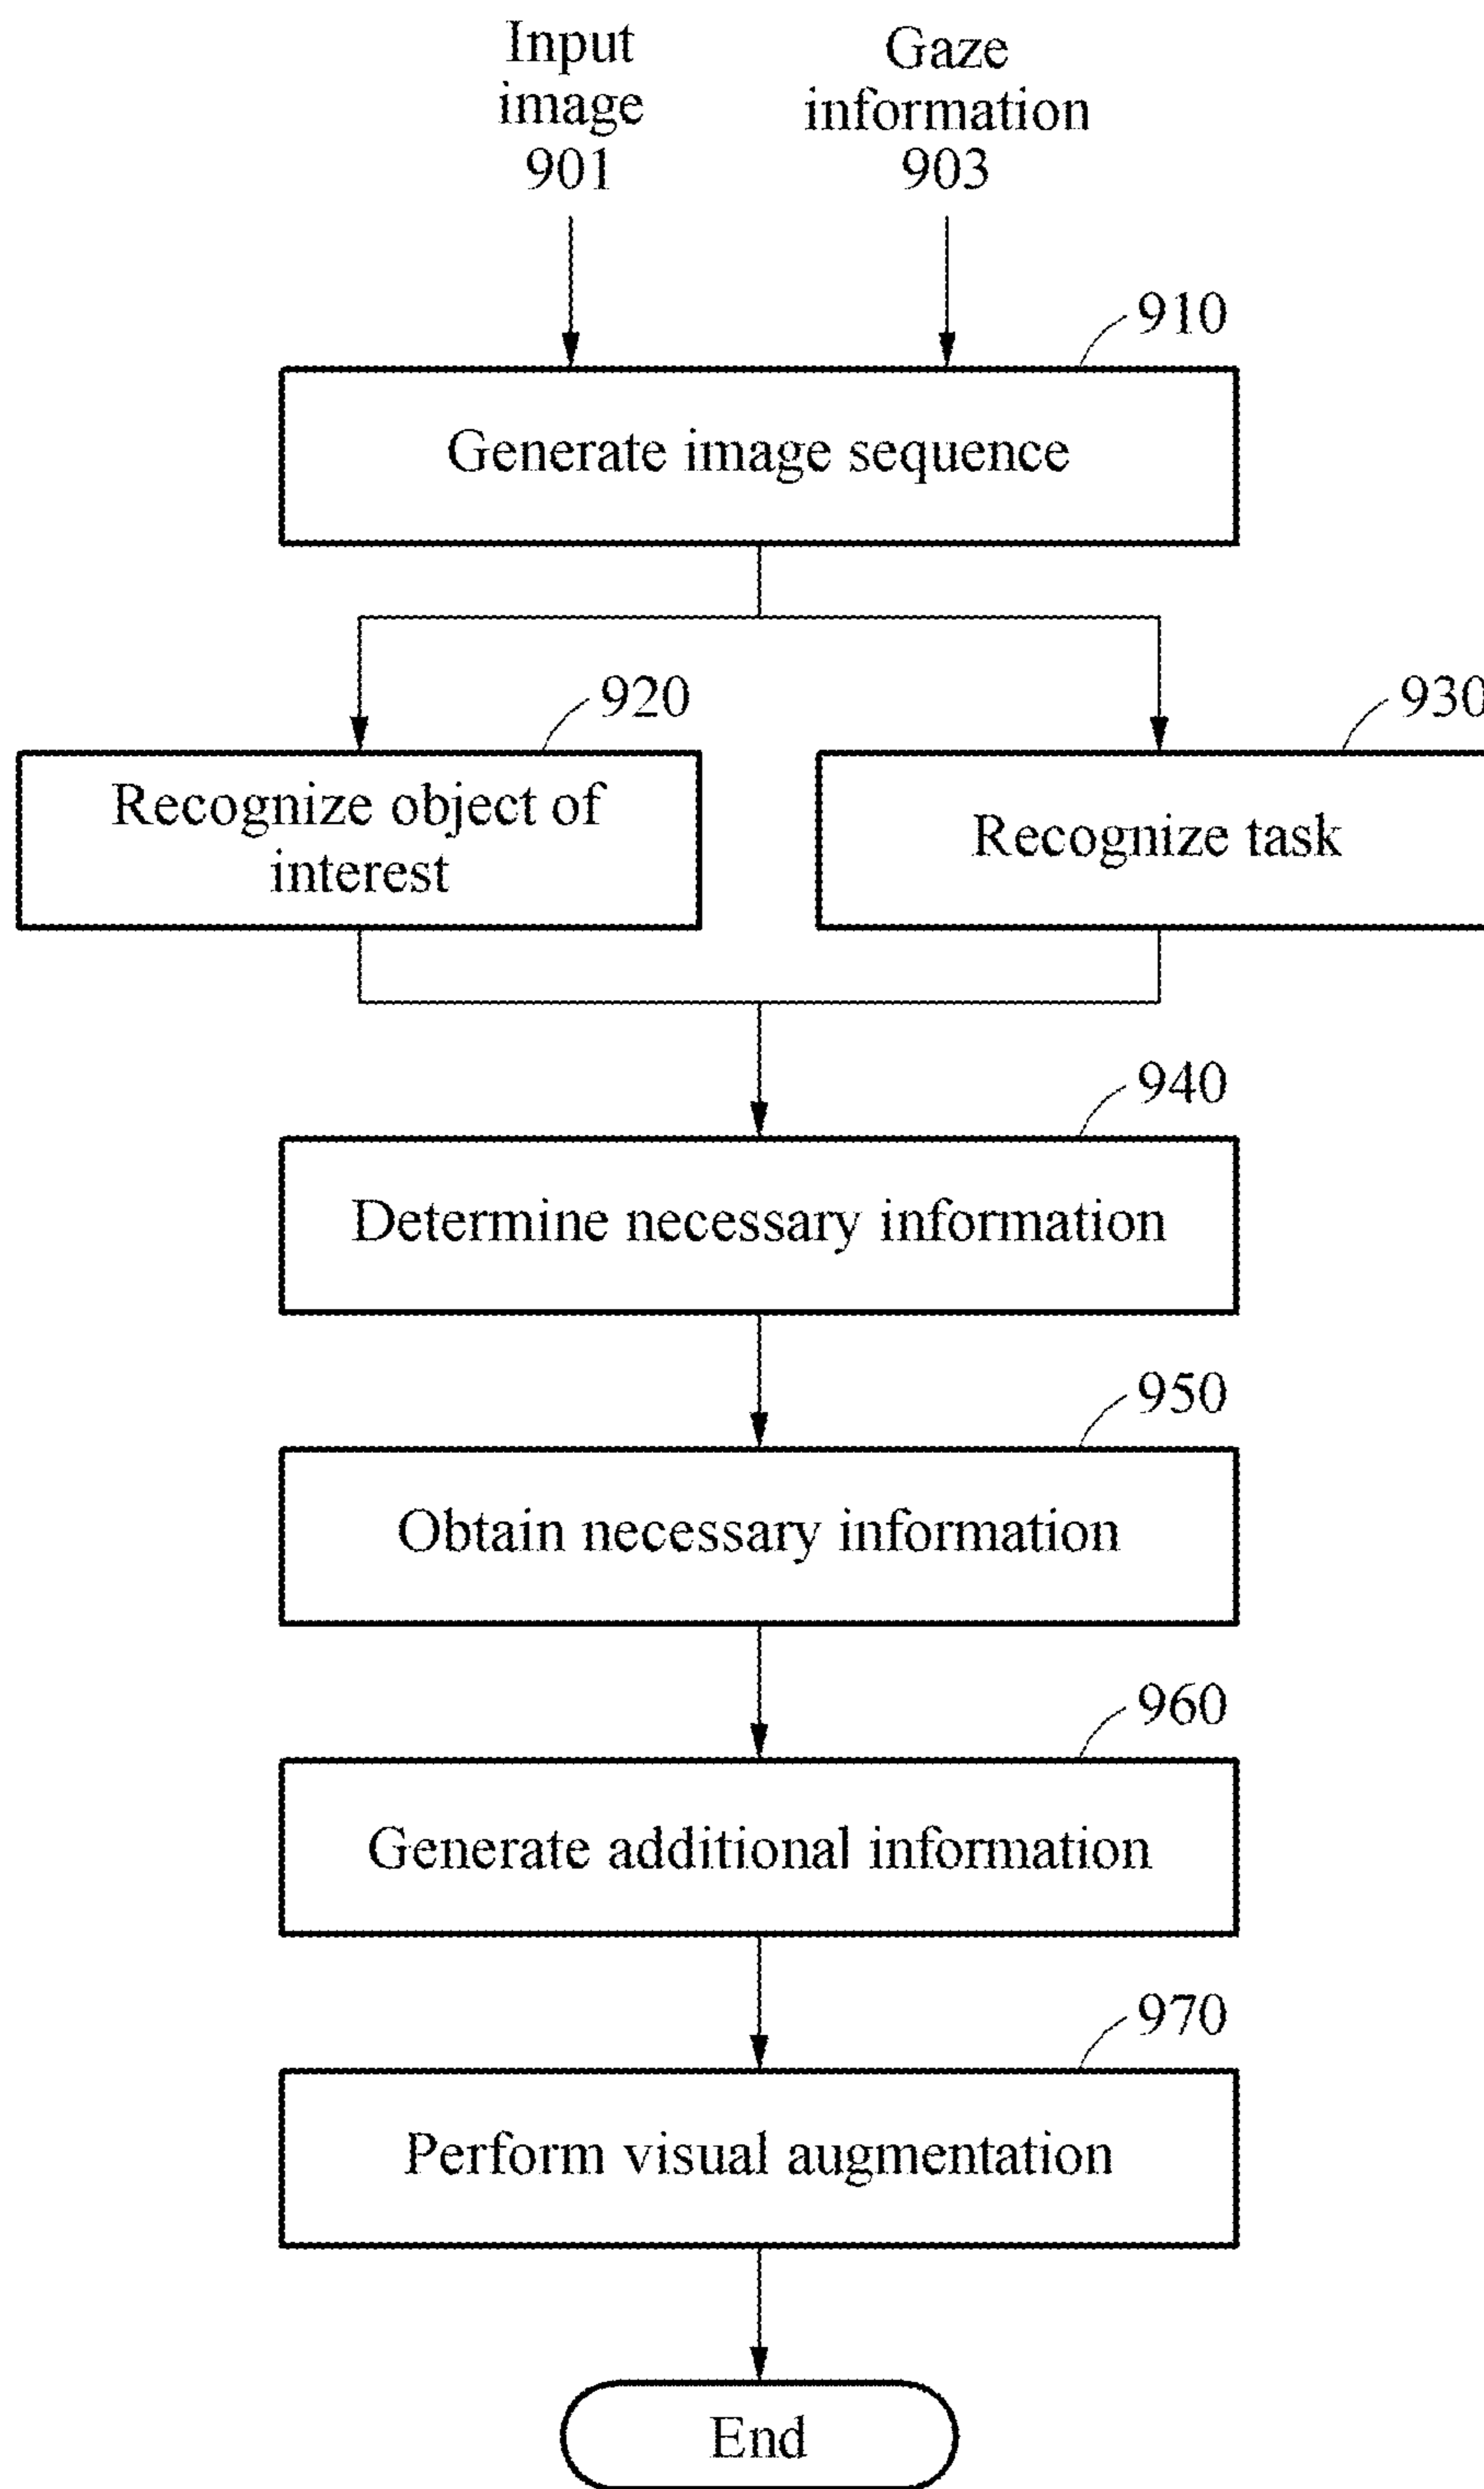 Input
image
901
Gaze
information
903
910
Generate image sequence
920
930
Recognize object of
interest
Recognize task
940
Determine necessary information
950
Obtain necessary information
960
Generate additional information
970
Perform visual augmentation
End